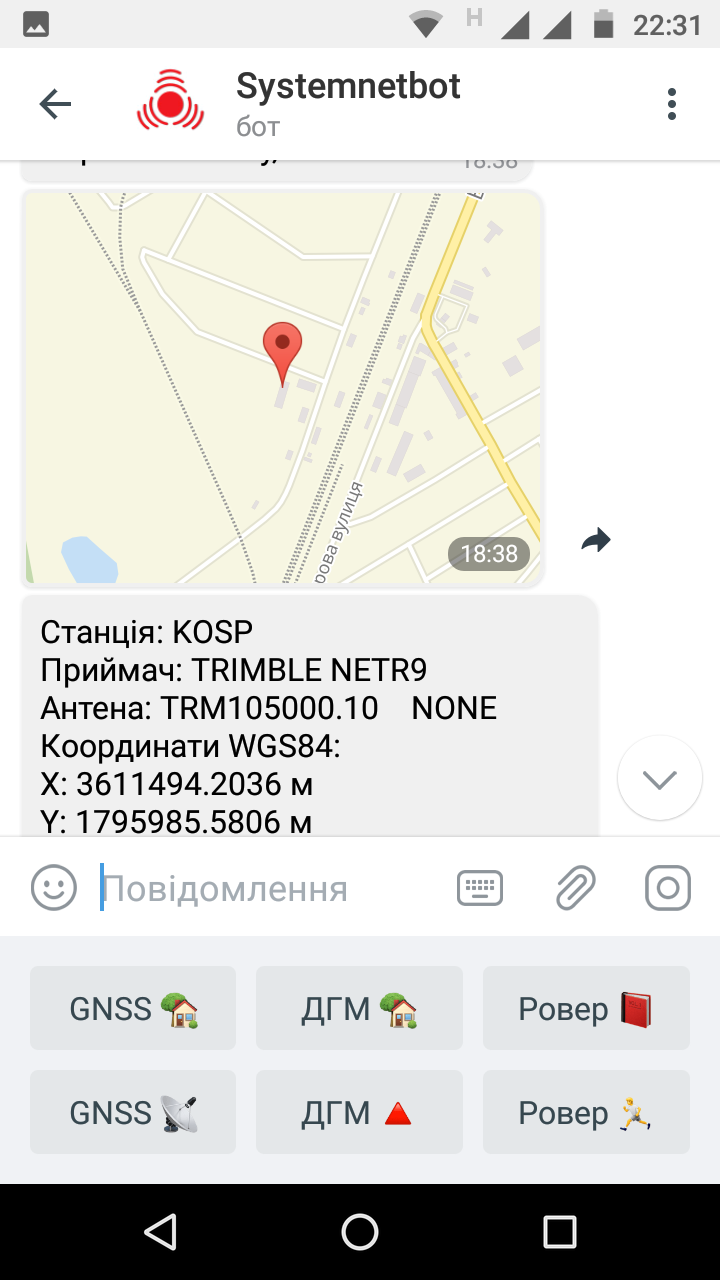 H
22:31
Systemnetbot
бот
18:38
рова вулиця
18:38
Станція: KOSP
Приймач: TRIMBLE NETR9
Антена: TRM105000.10 NONE
Координати WGS84:
X: 3611494.2036 м
Y: 1795985.5806 м
Повідомлення
GNSS ДГМ Ровер
GNSS ДГМ Ровер